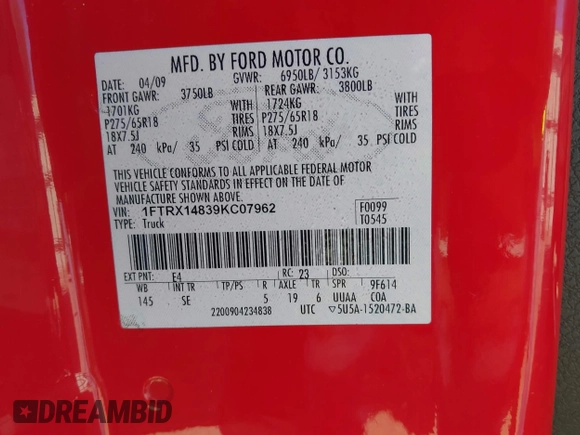 MFD. BY FORD MOTOR CO.
DATE: 04/09 GVWR: 6950LB/ 3153KG
FRONT GAWR: 3750LB REAR GAWR: 3800LB
1701KG WITH 1724KG WITH
P275/65R18 TIRES P275/65R18 TIRES
18X7.5J RIMS 18X7.5J RIMS
AT 240 kPa/ 35 PSI COLD AT 240 kPa/ 35 PSI COLD
THIS VEHICLE CONFORMS TO ALL APPLICABLE FEDERAL MOTOR
VEHICLE SAFETY STANDARDS IN EFFECT ON THE DATE OF
MANUFACTURE SHOWN ABOVE.
VIN: 1FTRX14839KC07962 F0099
TYPE: Truck T0545
EXT PNT: E4 RC: 23 DSO:
WB INT TR TP/PS R AXLE TR SPR 9F614
145 SE 5 19 6 UUAA COA
2200904234838 UTC ▽5U5A-1520472-BA
DREAMBID